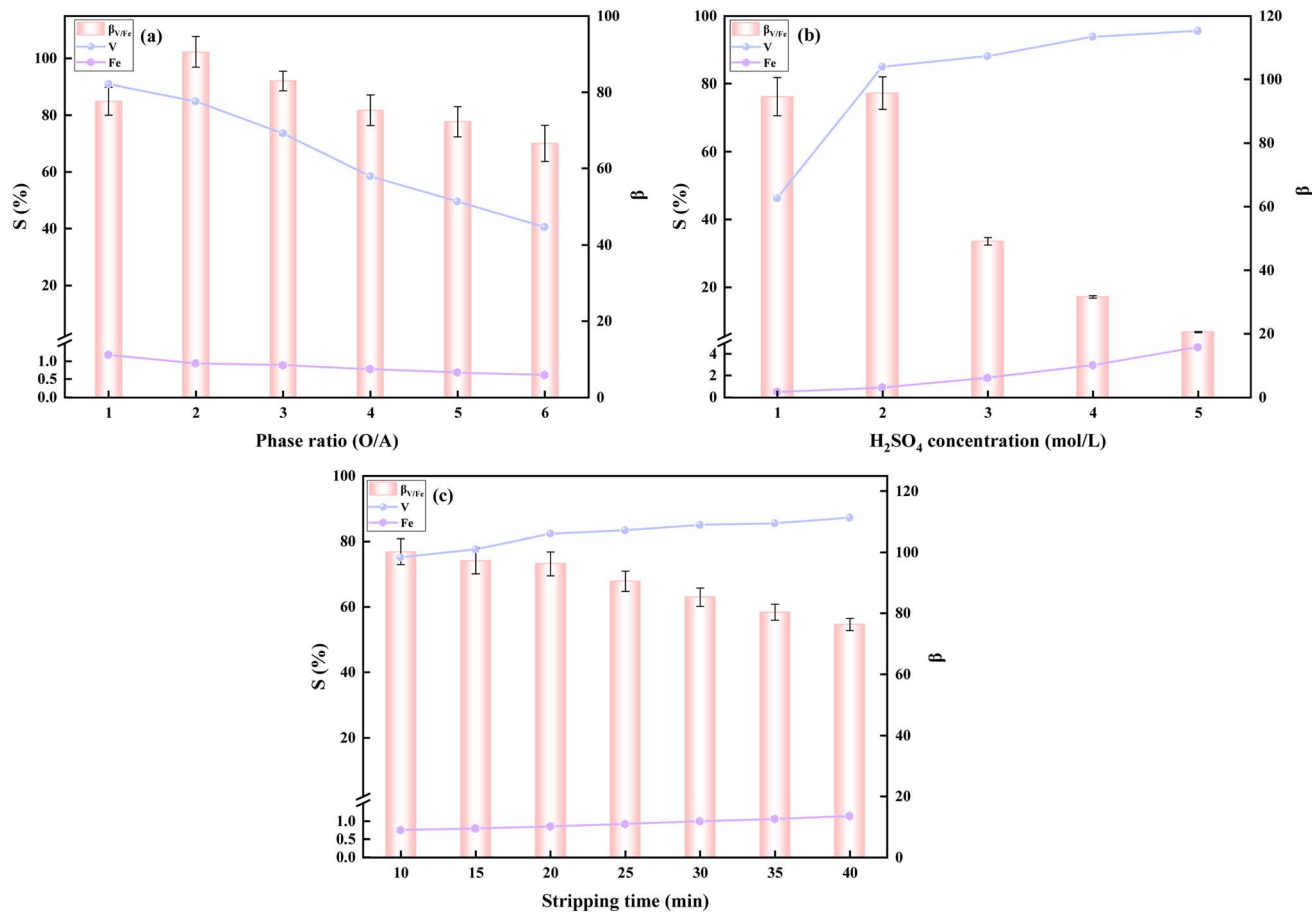 100
β V/Fe
V
Fe
(a)
100
80
60
40
20
1.0
0.5
0.0
S (%)
80
60
40
20
0
β
1 2 3 4 5 6
Phase ratio (O/A)
100
β V/Fe
V
Fe
(b)
120
80
60
40
20
4
2
0
S (%)
100
80
60
40
20
0
β
1 2 3 4 5
H₂SO₄ concentration (mol/L)
100
β V/Fe
V
Fe
(c)
80
60
40
20
1.0
0.5
0.0
S (%)
120
100
80
60
40
20
0
β
10 15 20 25 30 35 40
Stripping time (min)